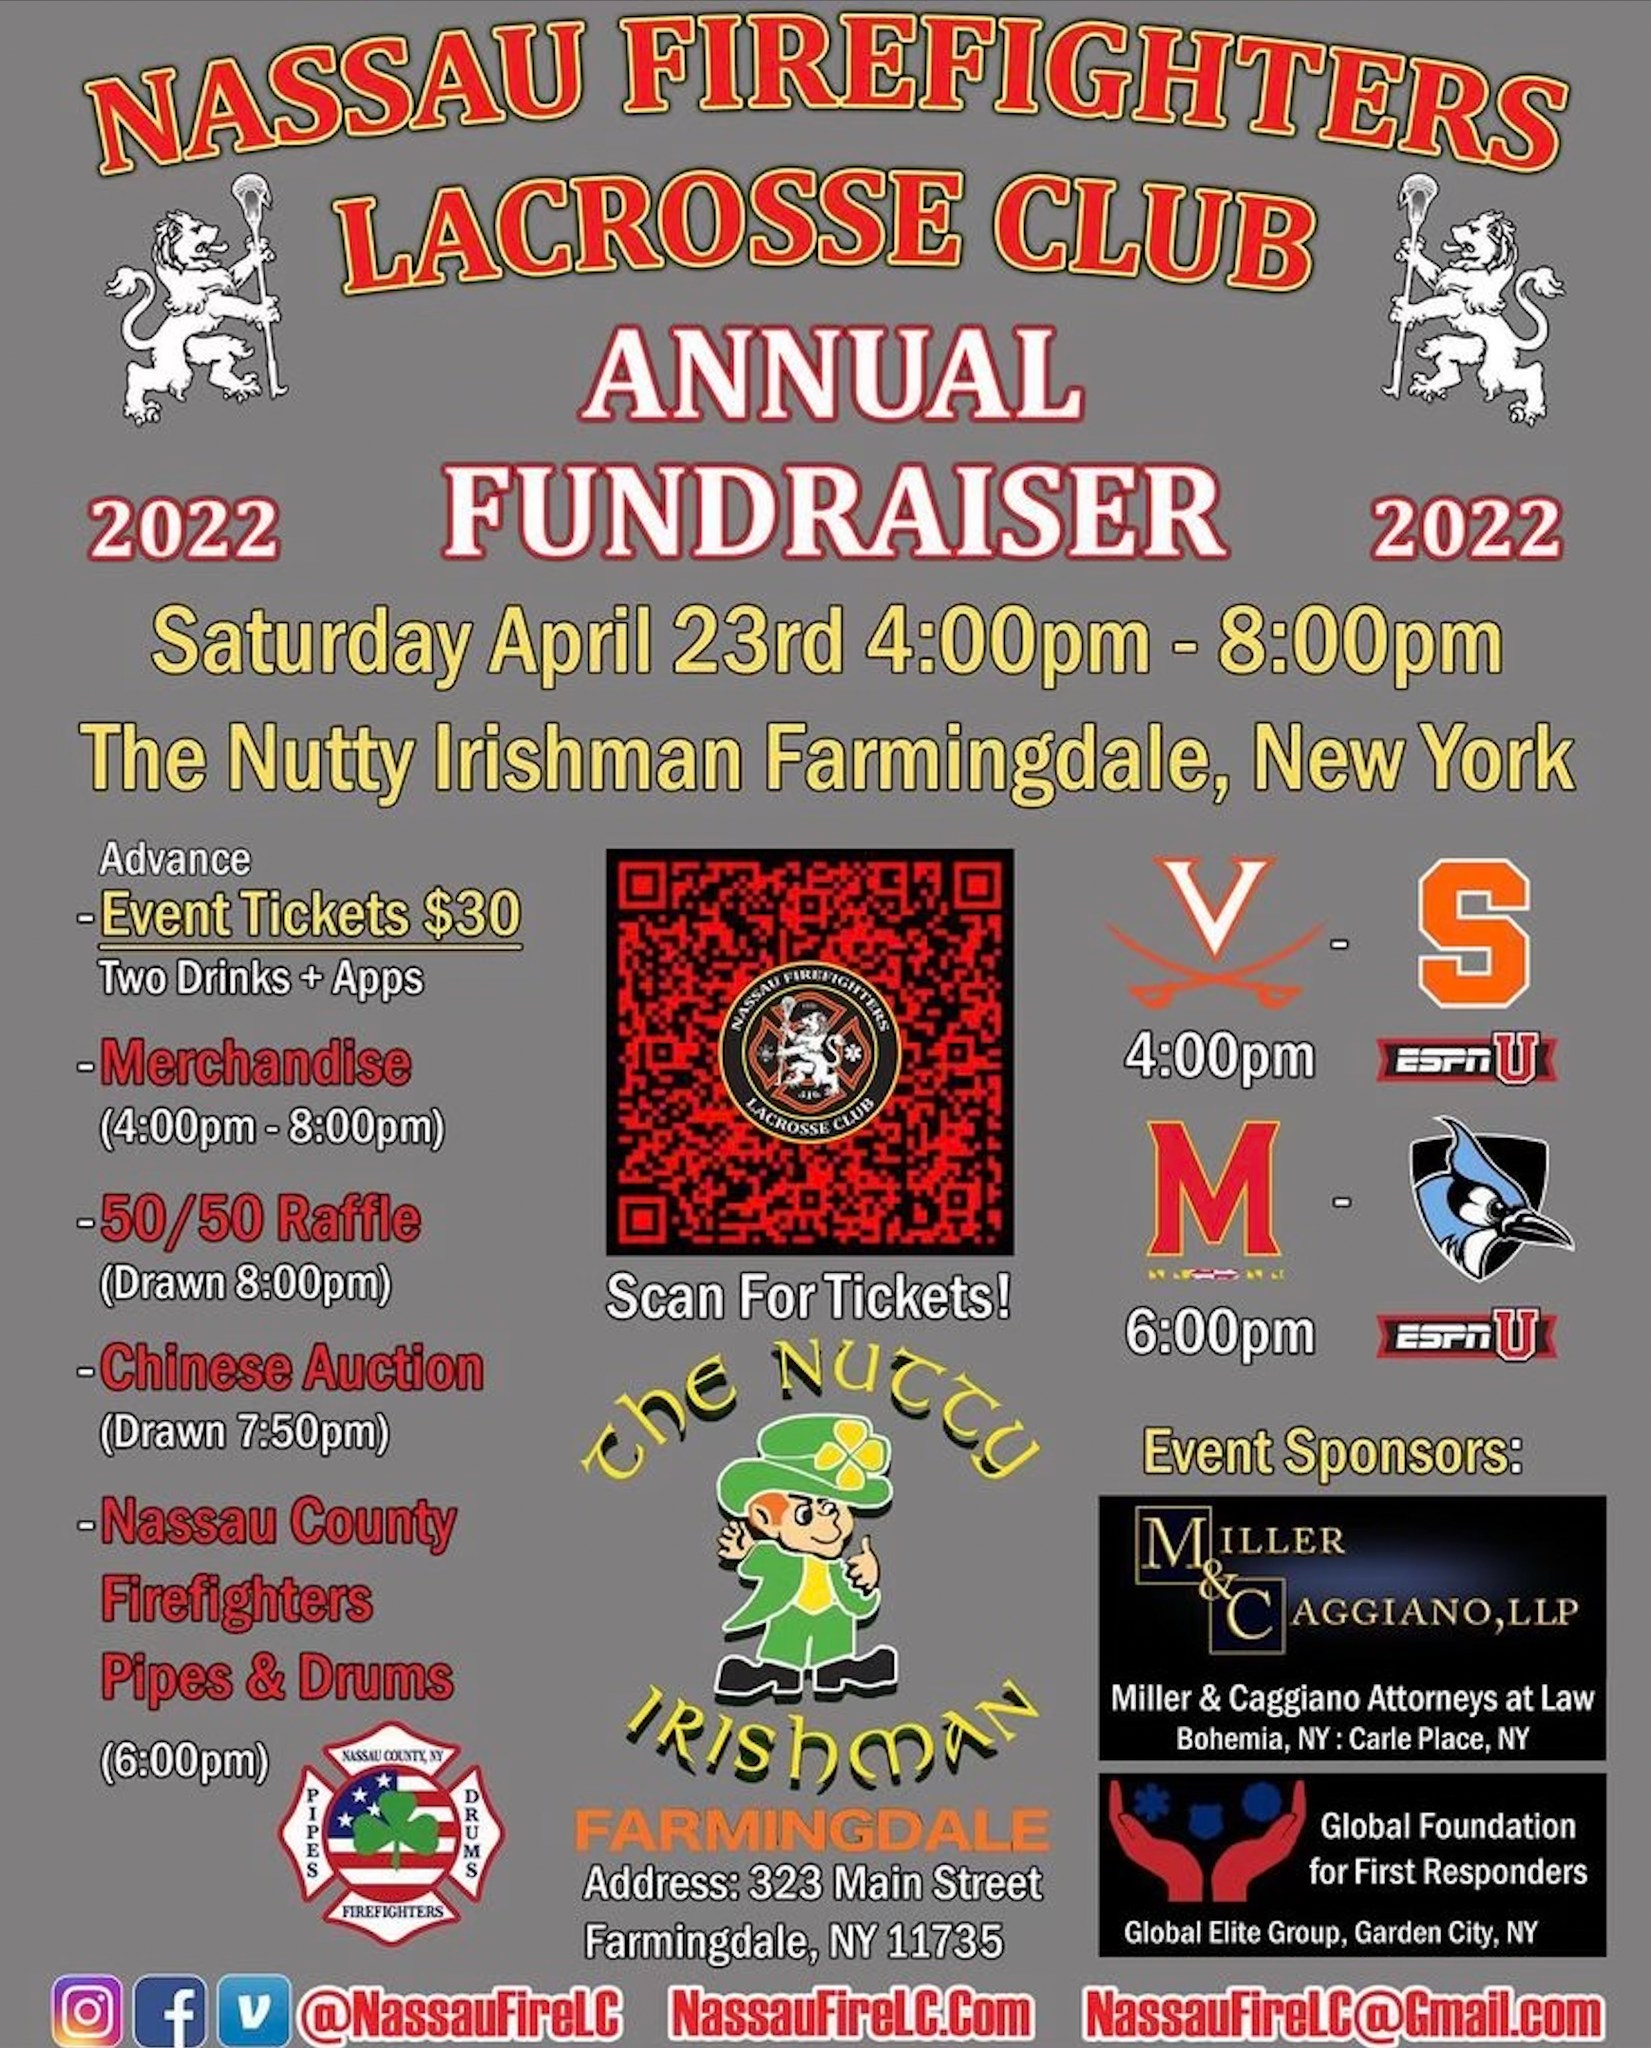 NASSAU FIREFIGHTERS
LACROSSE CLUB
ANNUAL
FUNDRAISER
2022
2022
Saturday April 23rd 4:00pm - 8:00pm
The Nutty Irishman Farmingdale, New York
Advance
-Event Tickets $30
Two Drinks + Apps
-Merchandise
(4:00pm - 8:00pm)
-50/50 Raffle
(Drawn 8:00pm)
-Chinese Auction
(Drawn 7:50pm)
-Nassau County
Firefighters
Pipes & Drums
(6:00pm)
NASSAU COUNTY, NY
PIPES
DRUMS
FIREFIGHTERS
NASSAU FIREFIGHTERS
LACROSSE CLUB
Scan For Tickets!
THE NUTTY
IRISHMAN
FARMINGDALE
Address: 323 Main Street
Farmingdale, NY 11735
V - S
4:00pm ESPN U
M -
6:00pm ESPN U
Event Sponsors:
MILLER
&
CAGGIANO,LLP
Miller & Caggiano Attorneys at Law
Bohemia, NY : Carle Place, NY
Global Foundation
for First Responders
Global Elite Group, Garden City, NY
@NassauFireLC NassauFireLC.Com NassauFireLC@Gmail.com